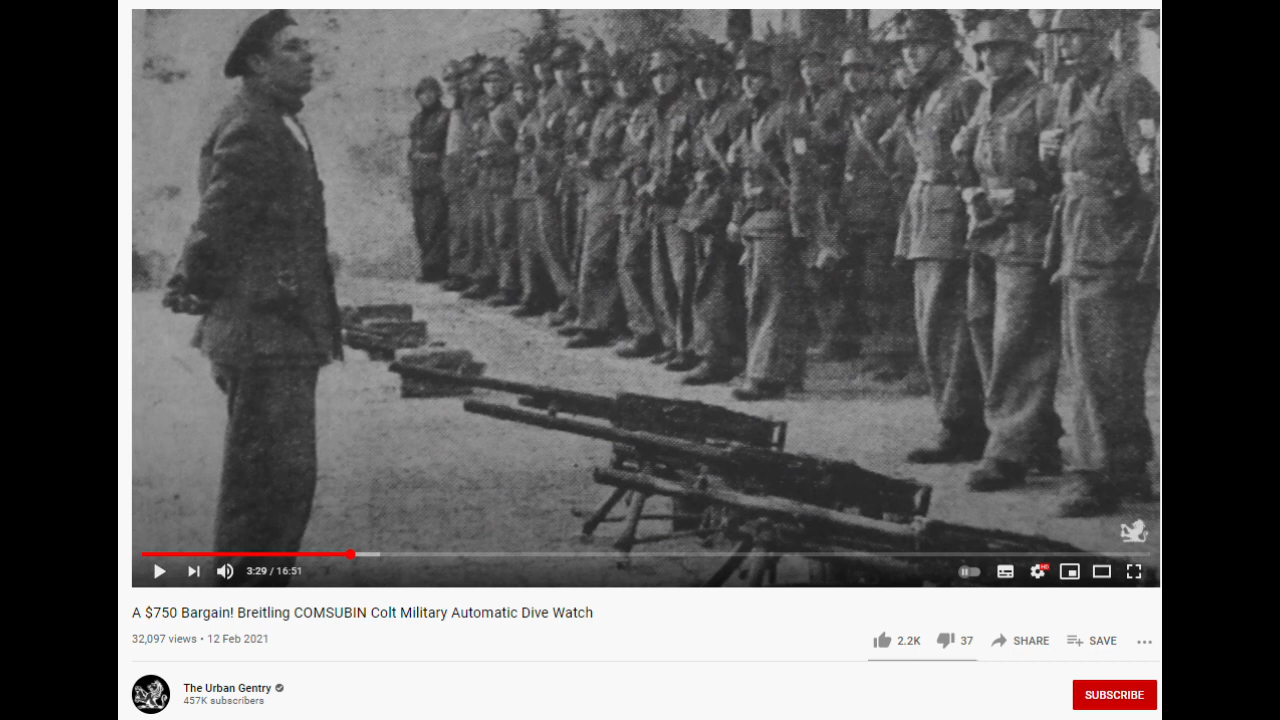 3:29 / 16:51
HD
A $750 Bargain! Breitling COMSUBIN Colt Military Automatic Dive Watch
32,097 views • 12 Feb 2021
2.2K 37 SHARE SAVE
The Urban Gentry
457K subscribers
SUBSCRIBE